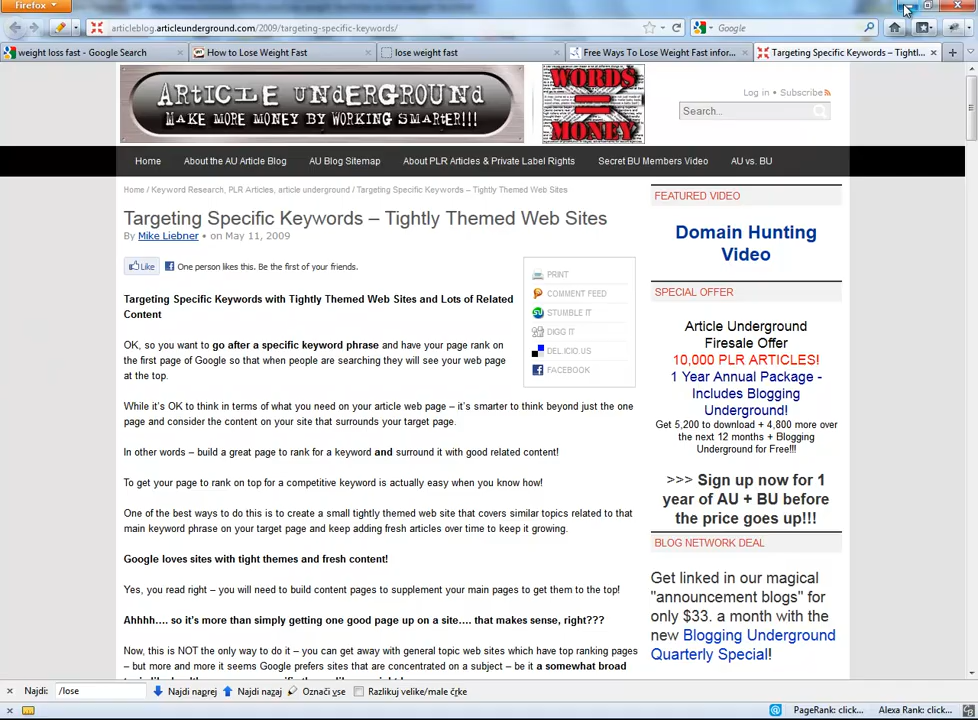 Firefox
articleblog.articleunderground.com/2009/targeting-specific-keywords/
Google
weight loss fast - Google Search
How to Lose Weight Fast
lose weight fast
Free Ways To Lose Weight Fast infor...
Targeting Specific Keywords – Tightl...
ARTICLE UNDERGROUND
MAKE MORE MONEY BY WORKING SMARTER!!!
WORDS
=
MONEY
Log in • Subscribe
Search...
Home
About the AU Article Blog
AU Blog Sitemap
About PLR Articles & Private Label Rights
Secret BU Members Video
AU vs. BU
Home / Keyword Research, PLR Articles, article underground / Targeting Specific Keywords – Tightly Themed Web Sites
Targeting Specific Keywords – Tightly Themed Web Sites
By Mike Liebner • on May 11, 2009
Like
One person likes this. Be the first of your friends.
PRINT
COMMENT FEED
STUMBLE IT
DIGG IT
DEL.ICIO.US
FACEBOOK
Targeting Specific Keywords with Tightly Themed Web Sites and Lots of Related
Content
OK, so you want to go after a specific keyword phrase and have your page rank on
the first page of Google so that when people are searching they will see your web page
at the top.
While it's OK to think in terms of what you need on your article web page – it's smarter to think beyond just the one
page and consider the content on your site that surrounds your target page.
In other words – build a great page to rank for a keyword and surround it with good related content!
To get your page to rank on top for a competitive keyword is actually easy when you know how!
One of the best ways to do this is to create a small tightly themed web site that covers similar topics related to that
main keyword phrase on your target page and keep adding fresh articles over time to keep it growing.
Google loves sites with tight themes and fresh content!
Yes, you read right – you will need to build content pages to supplement your main pages to get them to the top!
Ahhhh.... so it's more than simply getting one good page up on a site.... that makes sense, right???
Now, this is NOT the only way to do it – you can get away with general topic web sites which have top ranking pages
– but more and more it seems Google prefers sites that are concentrated on a subject – be it a somewhat broad
FEATURED VIDEO
Domain Hunting
Video
SPECIAL OFFER
Article Underground
Firesale Offer
10,000 PLR ARTICLES!
1 Year Annual Package -
Includes Blogging
Underground!
Get 5,200 to download + 4,800 more over
the next 12 months + Blogging
Underground for Free!!!
>>> Sign up now for 1
year of AU + BU before
the price goes up!!!
BLOG NETWORK DEAL
Get linked in our magical
"announcement blogs" for
only $33. a month with the
new Blogging Underground
Quarterly Special!
Najdi:
/lose
Najdi naprej
Najdi nazaj
Označi vse
Razlikuj velike/male črke
PageRank: click...
Alexa Rank: click...